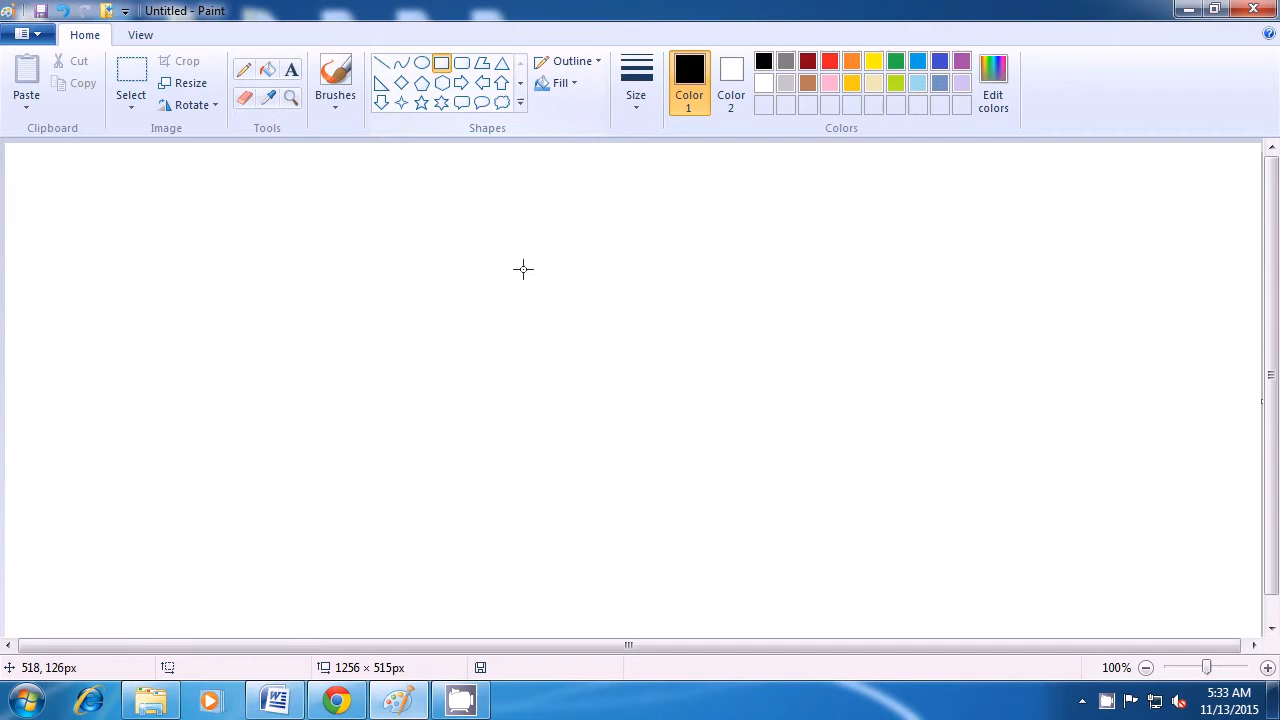 Untitled - Paint
Home View
Paste
Cut
Copy
Clipboard
Select
Crop
Resize
Rotate
Image
A
Tools
Brushes
Outline
Fill
Shapes
Size
Color 1
Color 2
Edit colors
Colors
518, 126px
1256 × 515px
100%
5:33 AM
11/13/2015